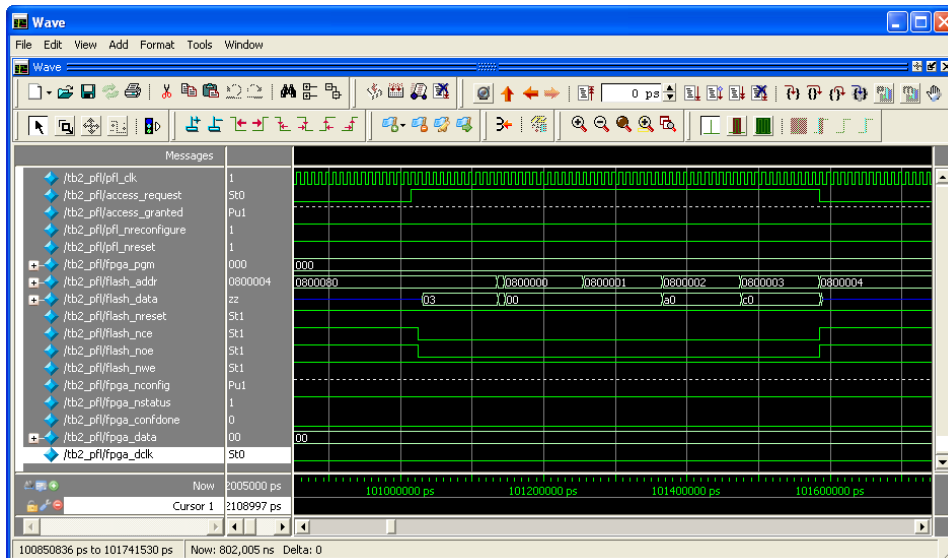 Wave
File Edit View Add Format Tools Window
Wave
0 ps
Messages
/tb2_pfl/pfl_clk 1
/tb2_pfl/access_request St0
/tb2_pfl/access_granted Pu1
/tb2_pfl/pfl_nreconfigure 1
/tb2_pfl/pfl_nreset 1
/tb2_pfl/fpga_pgm 000 000
/tb2_pfl/flash_addr 0800004 0800080 0800000 0800001 0800002 0800003 0800004
/tb2_pfl/flash_data zz 03 00 a0 c0
/tb2_pfl/flash_nreset St1
/tb2_pfl/flash_nce St1
/tb2_pfl/flash_noe St1
/tb2_pfl/flash_nwe St1
/tb2_pfl/fpga_nconfig Pu1
/tb2_pfl/fpga_nstatus 1
/tb2_pfl/fpga_confdone 0
/tb2_pfl/fpga_data 00 00
/tb2_pfl/fpga_dclk St0
Now 2005000 ps 101000000 ps 101200000 ps 101400000 ps 101600000 ps
Cursor 1 2108997 ps
100850836 ps to 101741530 ps Now: 802,005 ns Delta: 0